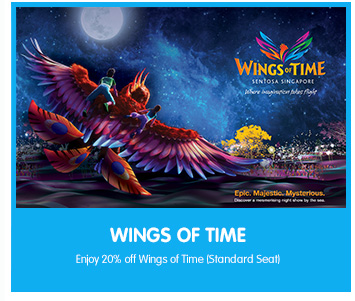 WINGS OF TIME
SENTOSA SINGAPORE
Where imagination takes flight
Epic. Majestic. Mysterious.
Discover a mesmerising night show by the sea.
WINGS OF TIME
Enjoy 20% off Wings of Time (Standard Seat)